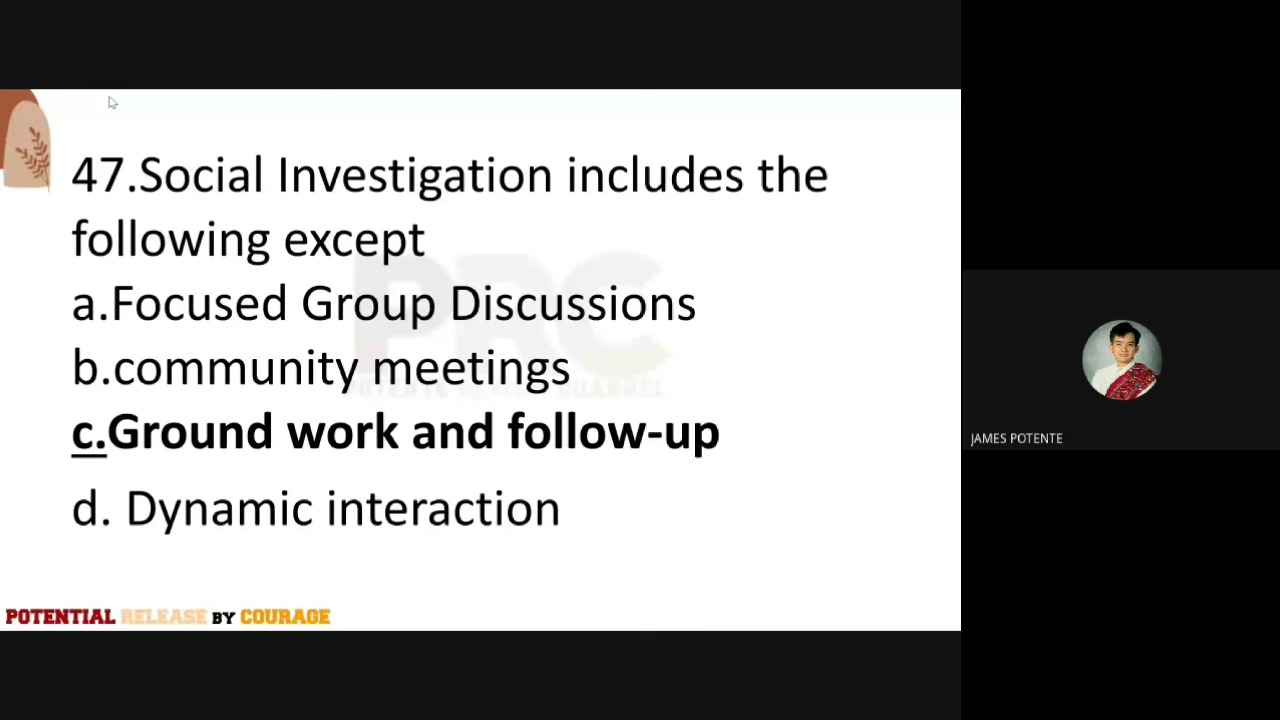 47.Social Investigation includes the
following except
a.Focused Group Discussions
b.community meetings
c.Ground work and follow-up
d. Dynamic interaction
PRC
POTENTIAL RELEASE BY COURAGE
JAMES POTENTE